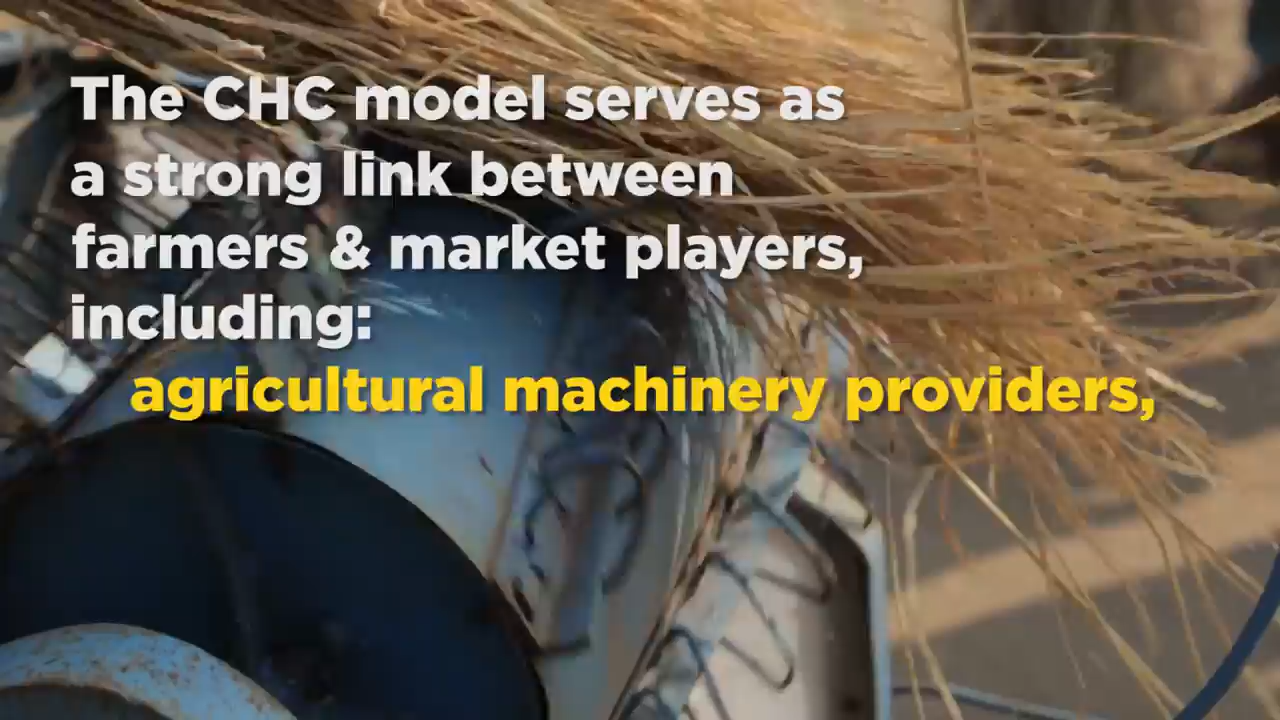 The CHC model serves as
a strong link between
farmers & market players,
including:
agricultural machinery providers,